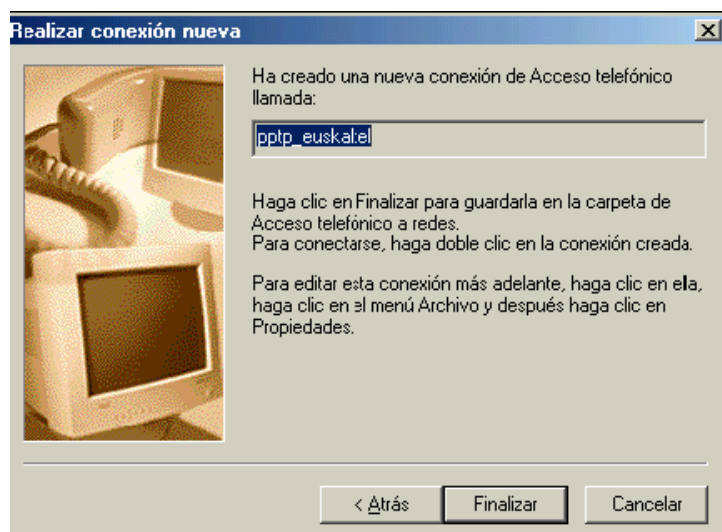 Realizar conexión nueva
Ha creado una nueva conexión de Acceso telefónico
llamada:
pptp_euskaltel
Haga clic en Finalizar para guardarla en la carpeta de
Acceso telefónico a redes.
Para conectarse, haga doble clic en la conexión creada.
Para editar esta conexión más adelante, haga clic en ella,
haga clic en el menú Archivo y después haga clic en
Propiedades.
< Atrás
Finalizar
Cancelar